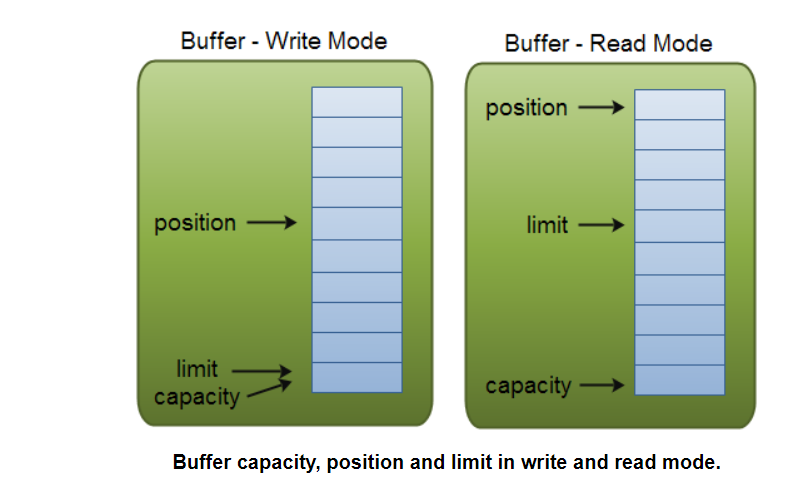 Buffer - Write Mode
position
limit
capacity
Buffer - Read Mode
position
limit
capacity
Buffer capacity, position and limit in write and read mode.